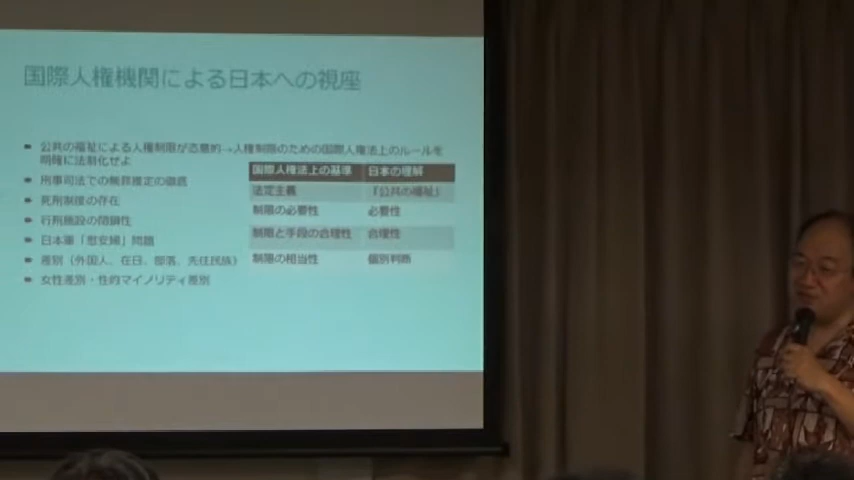 国際人権機関による日本への視座
公共の福祉による人権制限が恣意的→人権制限のための国際人権法上のルールを
明確に法制化せよ
刑事司法での無罪推定の徹底
死刑制度の存在
行刑施設の閉鎖性
日本軍「慰安婦」問題
差別（外国人、在日、部落、先住民族）
女性差別・性的マイノリティ差別
国際人権法上の基準 日本の理解
法定主義 「公共の福祉」
制限の必要性 必要性
制限と手段の合理性 合理性
制限の相当性 個別判断